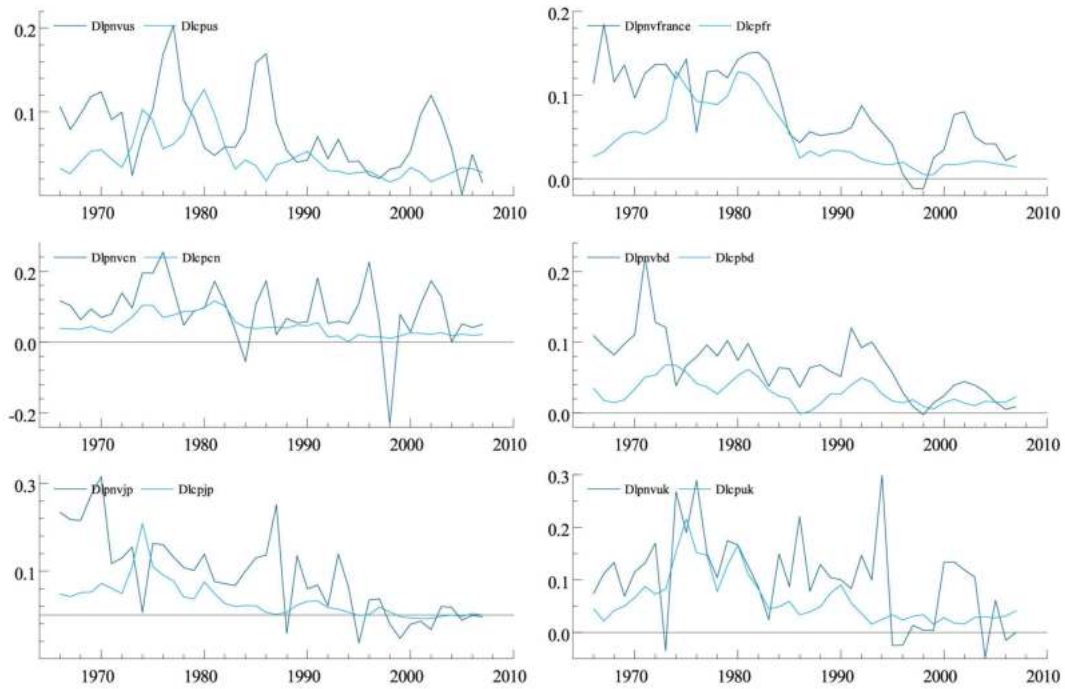 0.2
Dlpnvus Dlcpus
0.1
1970 1980 1990 2000 2010
0.2
Dlpnvfrance Dlcpfr
0.1
0.0
1970 1980 1990 2000 2010
0.2
Dlpnvcn Dlcpcn
0.0
-0.2
1970 1980 1990 2000 2010
Dlpnvbd Dlcpbd
0.2
0.1
0.0
1970 1980 1990 2000 2010
0.3
Dlpnvjp Dlcpjp
0.1
1970 1980 1990 2000 2010
0.3
Dlpnvuk Dlcpuk
0.2
0.1
0.0
1970 1980 1990 2000 2010